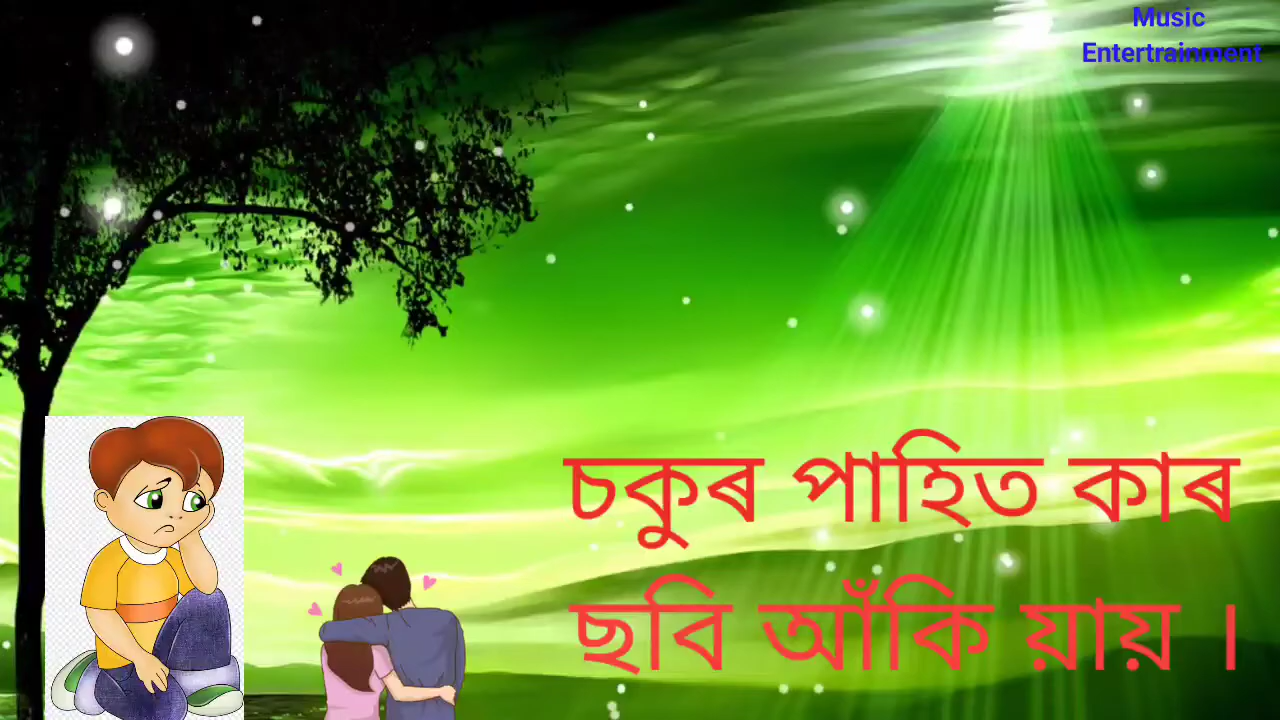 Music
Entertrainment
চকুৰ পাহিত কাৰ
ছবি আঁকি য়ায় ।